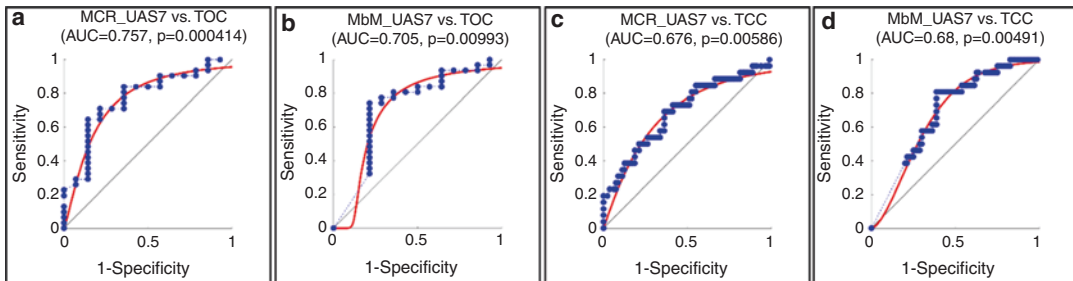 a
MCR_UAS7 vs. TOC
(AUC=0.757, p=0.000414)
1
0.8
0.6
0.4
0.2
0
Sensitivity
0
0.5
1
1-Specificity
b
MbM_UAS7 vs. TOC
(AUC=0.705, p=0.00993)
1
0.8
0.6
0.4
0.2
0
Sensitivity
0
0.5
1
1-Specificity
c
MCR_UAS7 vs. TCC
(AUC=0.676, p=0.00586)
1
0.8
0.6
0.4
0.2
0
Sensitivity
0
0.5
1
1-Specificity
d
MbM_UAS7 vs. TCC
(AUC=0.68, p=0.00491)
1
0.8
0.6
0.4
0.2
0
Sensitivity
0
0.5
1
1-Specificity